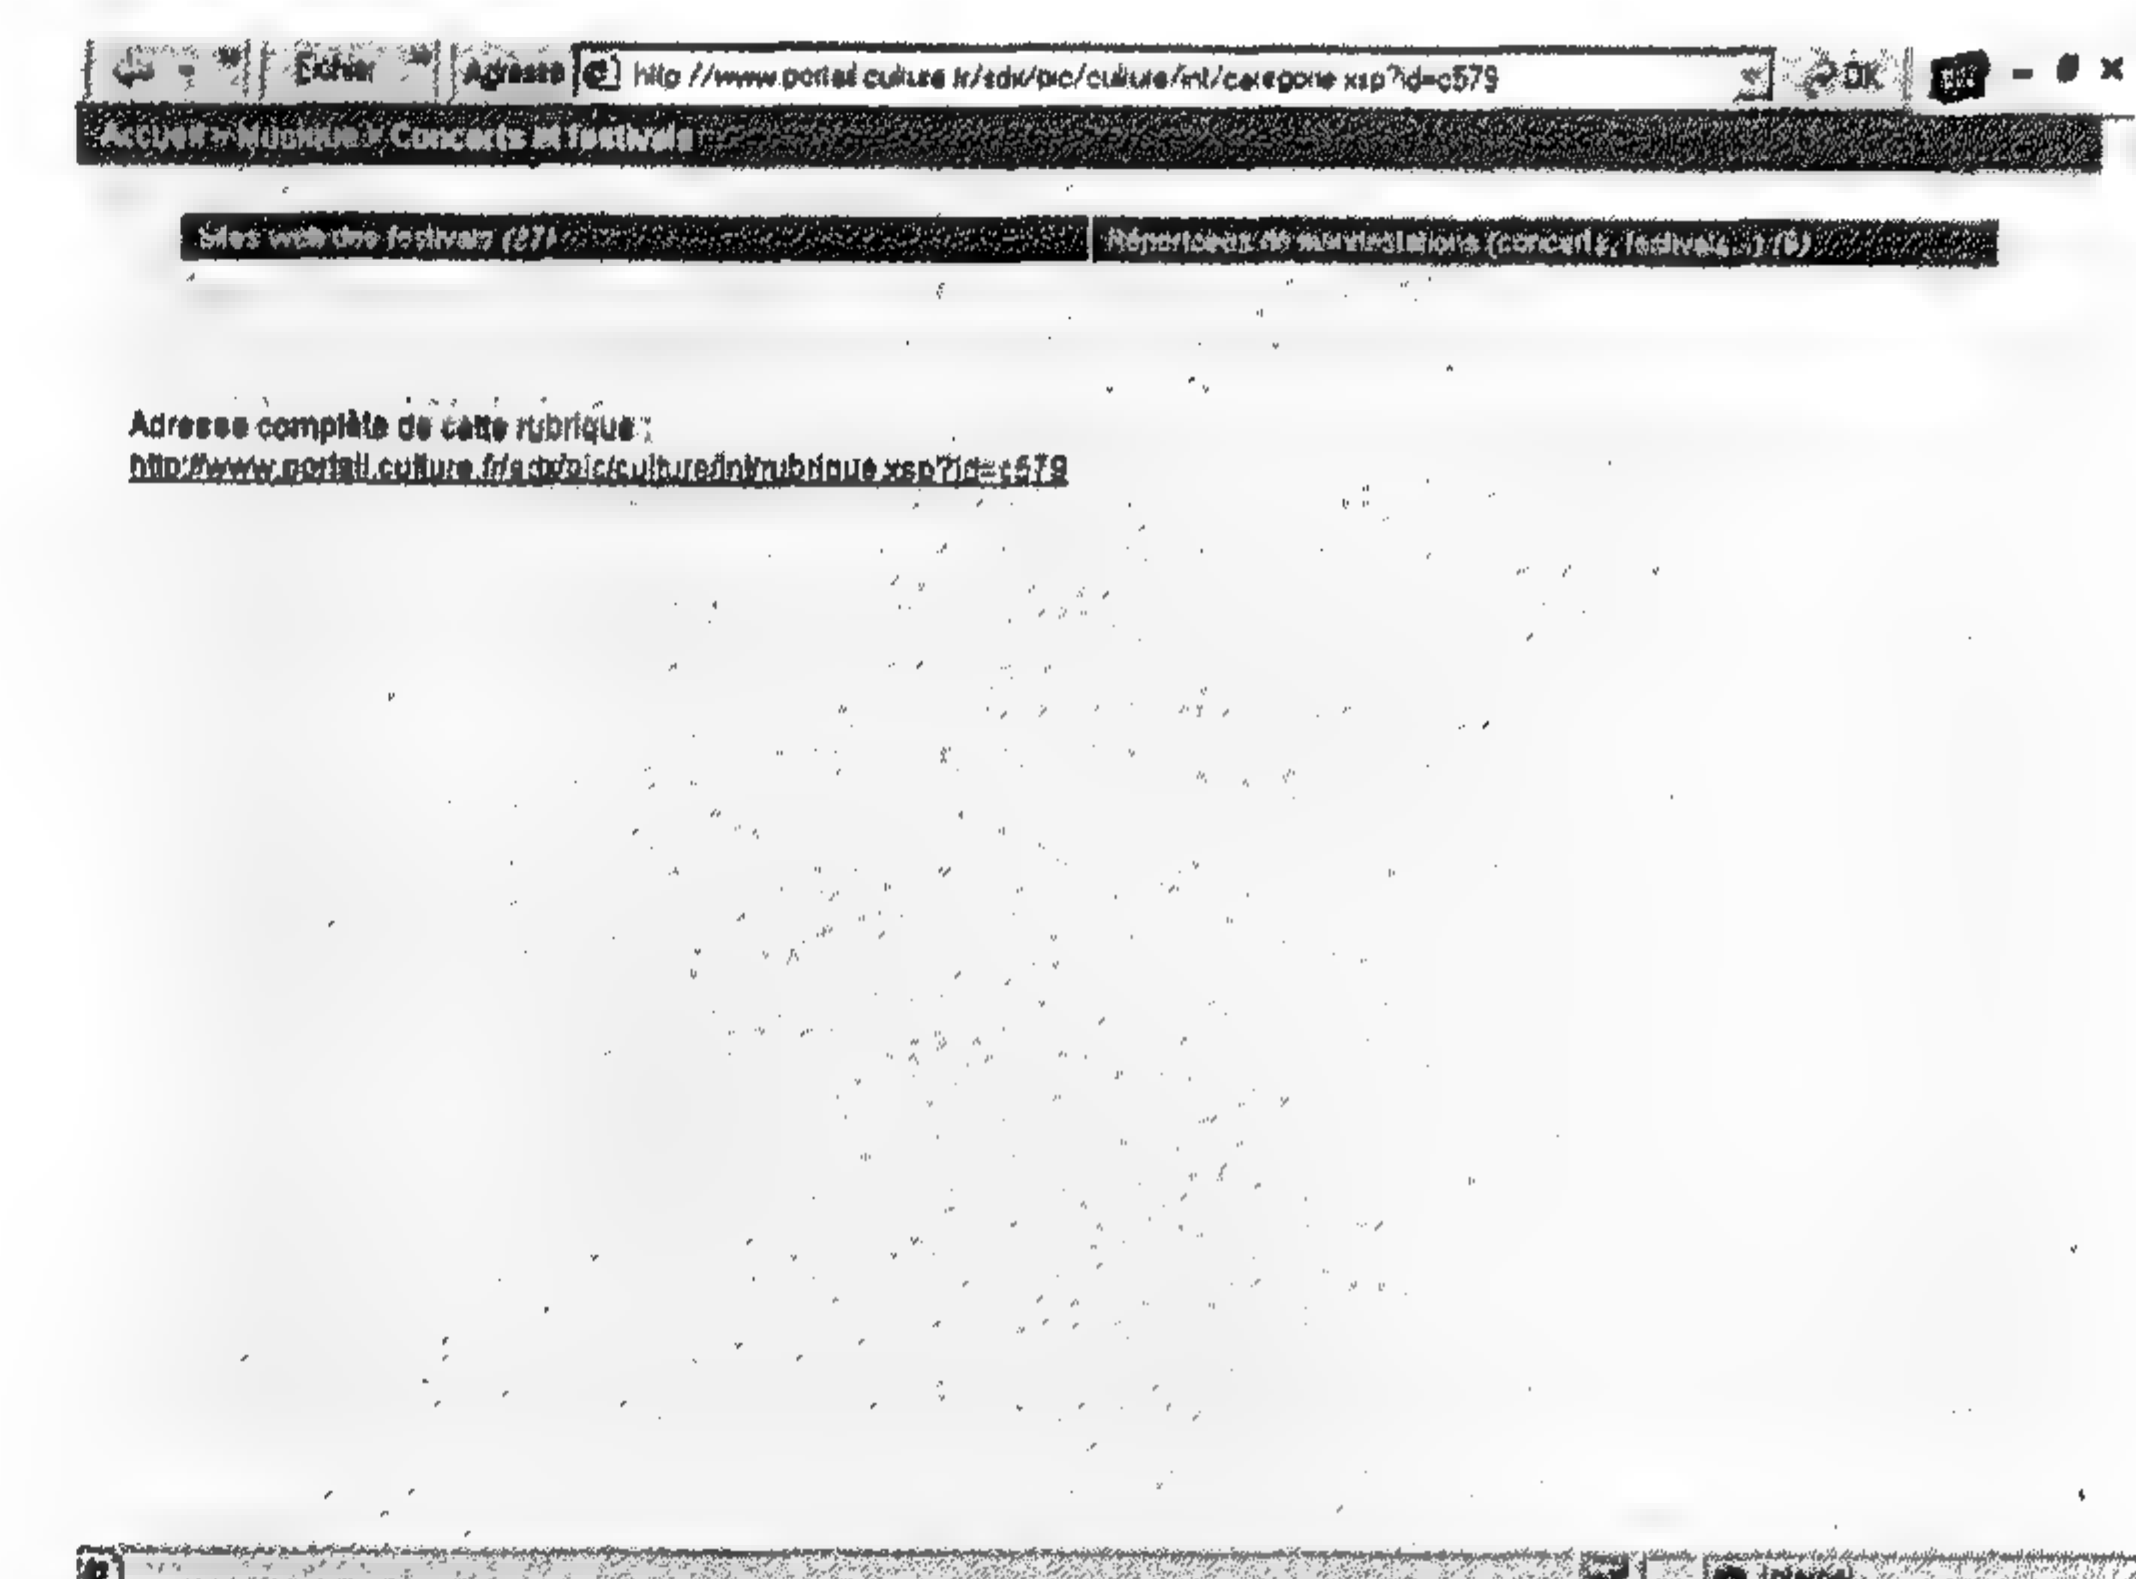 Fichier Adresse http://www.portail.culture.fr/sdx/pic/culture/int/categorie.xsp?id=c579 OK
Accueil > Musique > Concerts et festivals
Sites web des festivals (27)
Répertoires de manifestations (concerts, festivals...) (6)
Adresse complète de cette rubrique :
http://www.portail.culture.fr/sdx/pic/culture/int/rubrique.xsp?id=c579
Internet